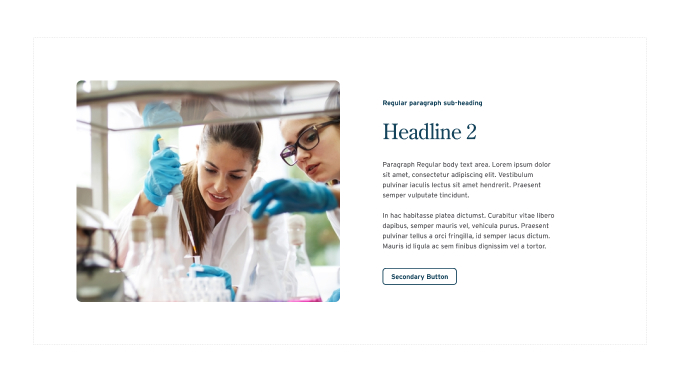 Regular paragraph sub-heading
Headline 2
Paragraph Regular body text area. Lorem ipsum dolor
sit amet, consectetur adipiscing elit. Vestibulum
pulvinar iaculis lectus sit amet hendrerit. Praesent
semper vulputate tincidunt.
In hac habitasse platea dictumst. Curabitur vitae libero
dapibus, semper mauris vel, vehicula purus. Praesent
pulvinar tellus a orci fringilla, id semper lacus dictum.
Mauris id ligula ac sem finibus dignissim vel a tortor.
Secondary Button